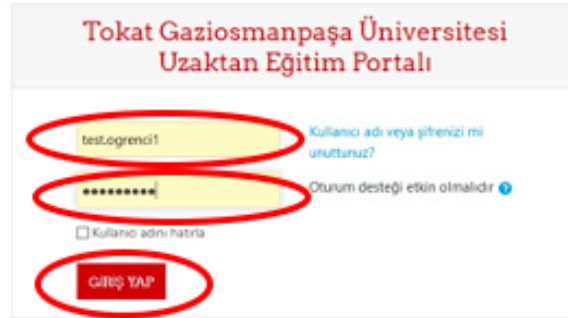 Tokat Gaziosmanpaşa Üniversitesi
Uzaktan Eğitim Portalı
test.ogrenci1
Kullanıcı adı veya şifrenizi mi
unuttunuz?
•••••••••
Oturum desteği etkin olmalıdır
Kullanıcı adını hatırla
GİRİŞ YAP